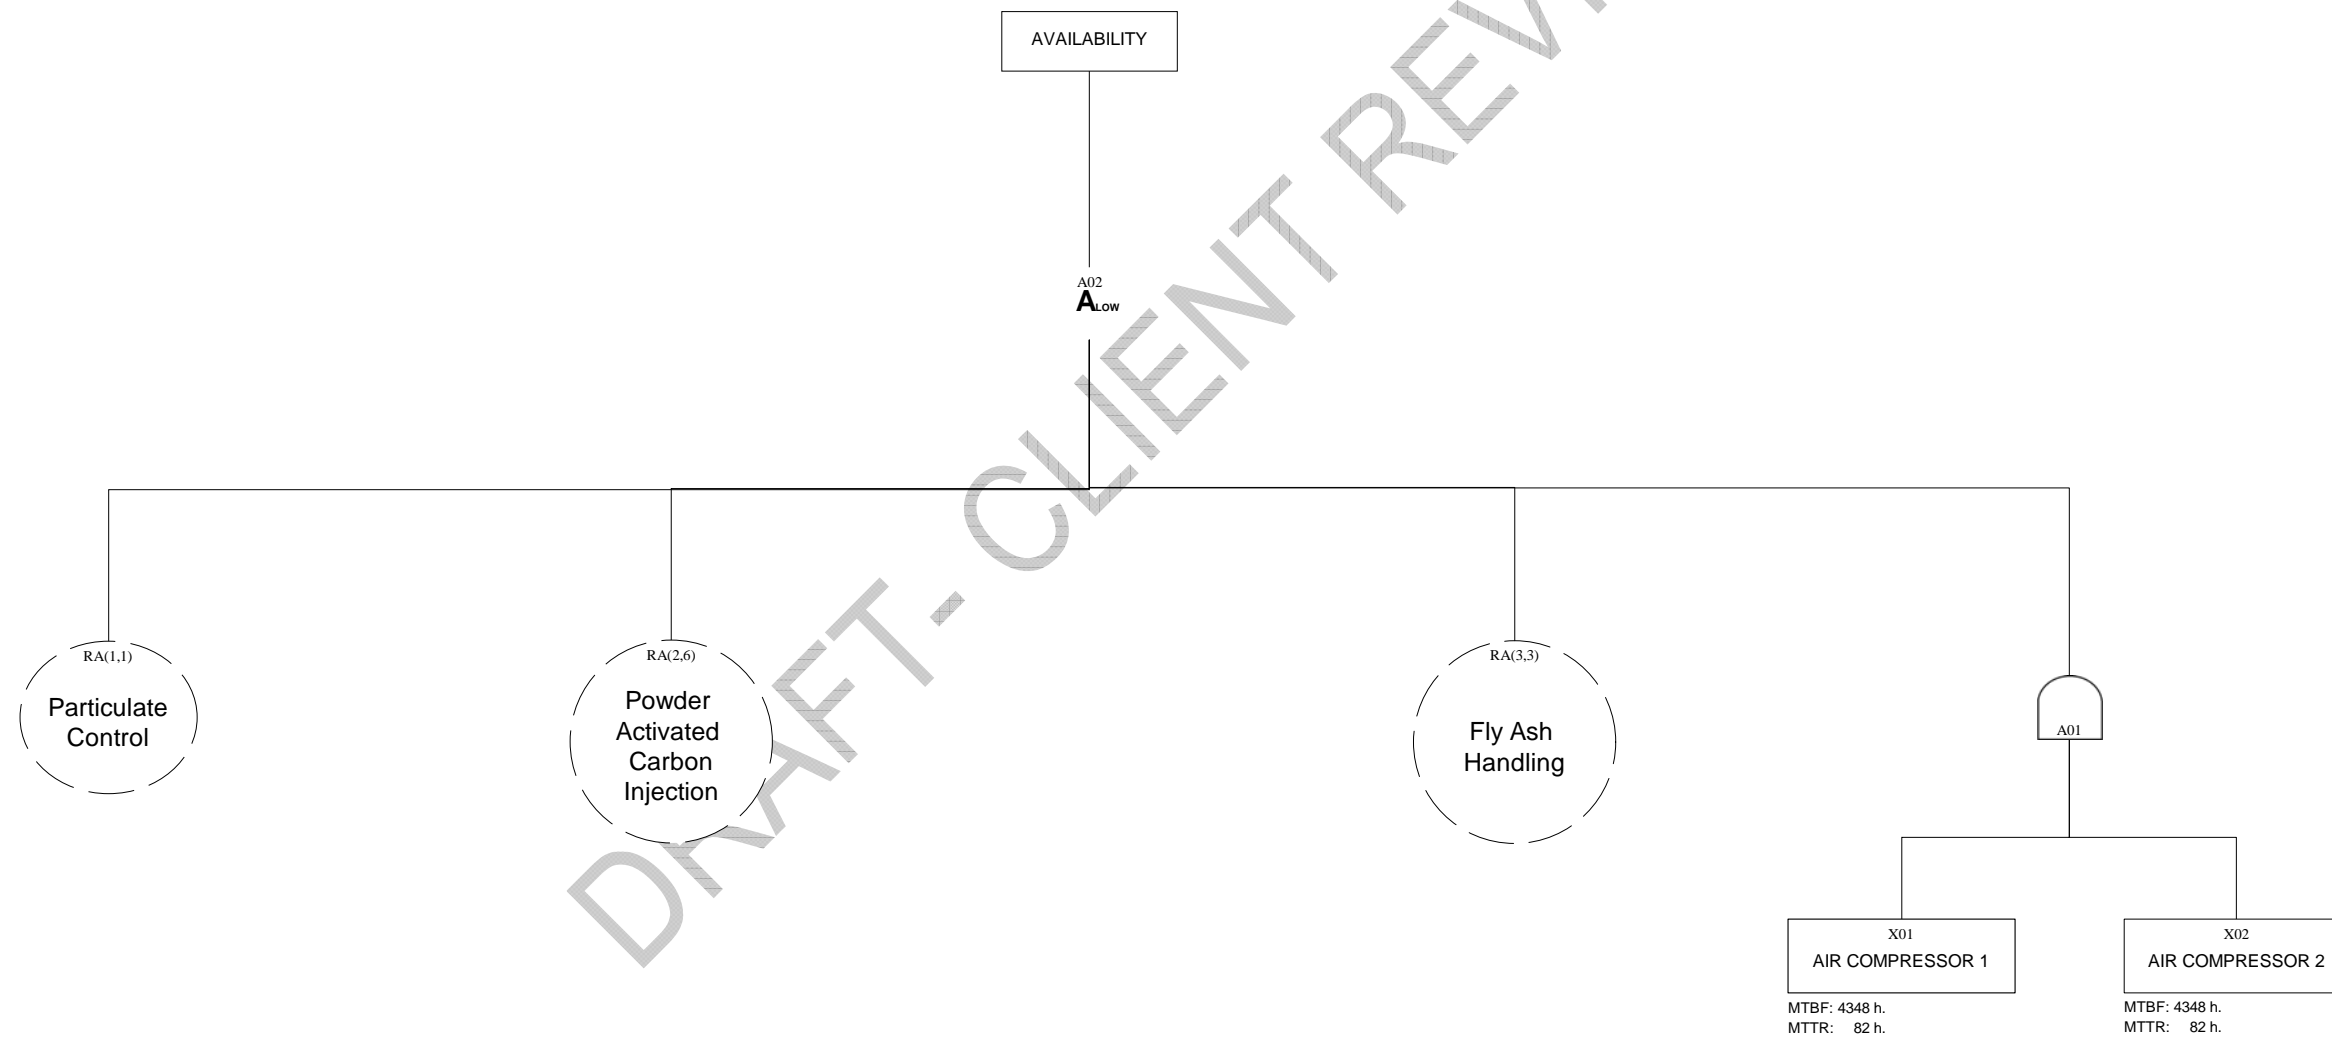 AVAILABILITY
A02
ALOW
RA(1,1)
Particulate
Control
RA(2,6)
Powder
Activated
Carbon
Injection
RA(3,3)
Fly Ash
Handling
A01
X01
AIR COMPRESSOR 1
MTBF: 4348 h.
MTTR: 82 h.
X02
AIR COMPRESSOR 2
MTBF: 4348 h.
MTTR: 82 h.
DRAFT- CLIENT REV